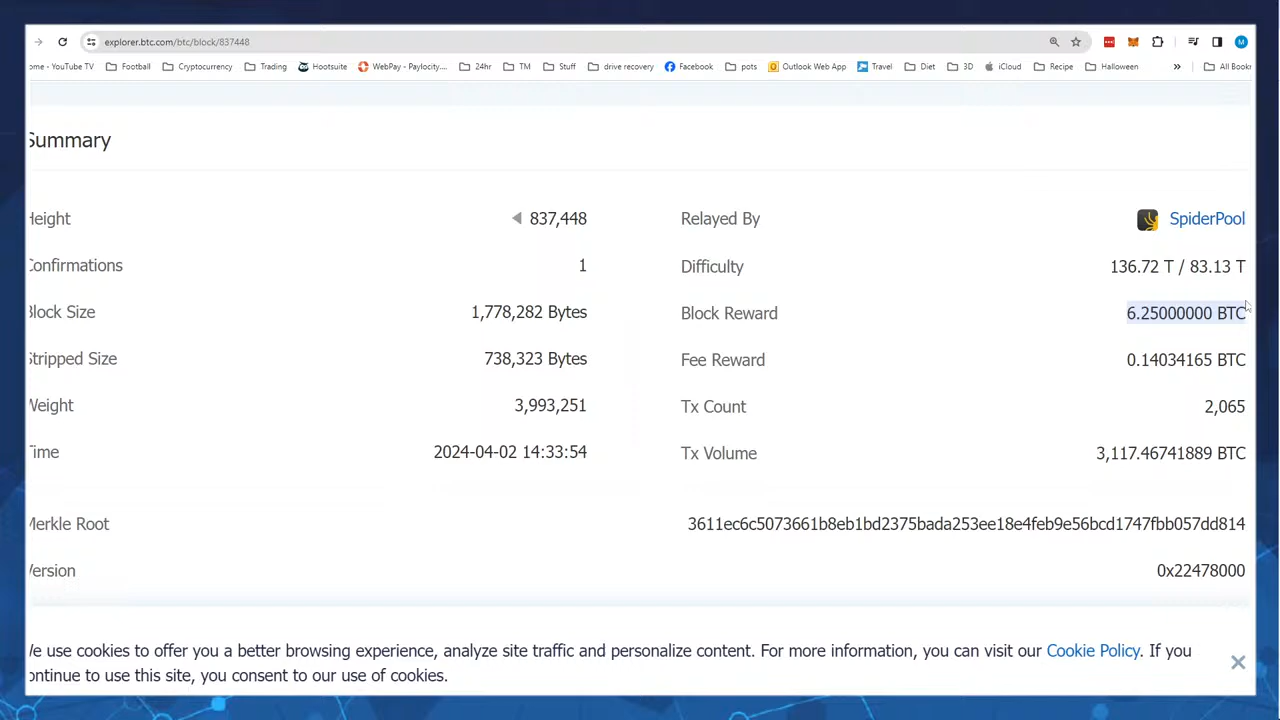 explorer.btc.com/btc/block/837448
ome - YouTube TV Football Cryptocurrency Trading Hootsuite WebPay - Paylocity.... 24hr TM Stuff drive recovery Facebook pots Outlook Web App Travel Diet 3D iCloud Recipe Halloween » All Bookr
M
Summary
Height 837,448 Relayed By SpiderPool
Confirmations 1 Difficulty 136.72 T / 83.13 T
Block Size 1,778,282 Bytes Block Reward 6.25000000 BTC
Stripped Size 738,323 Bytes Fee Reward 0.14034165 BTC
Weight 3,993,251 Tx Count 2,065
Time 2024-04-02 14:33:54 Tx Volume 3,117.46741889 BTC
Merkle Root 3611ec6c5073661b8eb1bd2375bada253ee18e4feb9e56bcd1747fbb057dd814
Version 0x22478000
We use cookies to offer you a better browsing experience, analyze site traffic and personalize content. For more information, you can visit our Cookie Policy. If you
ontinue to use this site, you consent to our use of cookies.